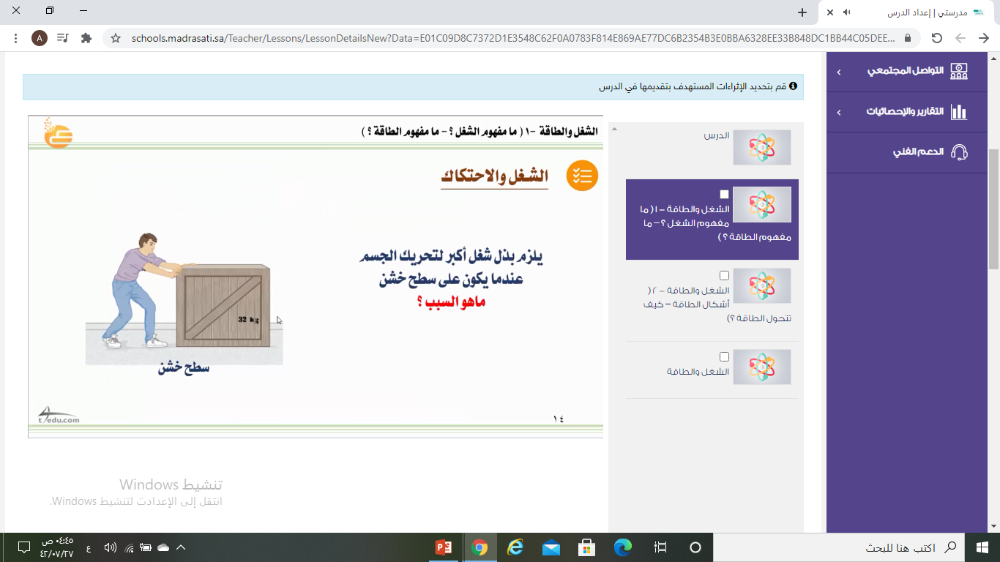 مدرستي | إعداد الدرس
schools.madrasati.sa/Teacher/Lessons/LessonDetailsNew?Data=E01C09D8C7372D1E3548C62F0A0783F814E869AE77DC6B2354B3E0BBA6328EE33B848DC1BB44C05DEE...
A
التواصل المجتمعي
التقارير والإحصائيات
الدعم الفني
قم بتحديد الإثراءات المستهدف بتقديمها في الدرس
الدرس
الشغل والطاقة – ١ ( ما
مفهوم الشغل ؟ – ما
مفهوم الطاقة ؟ )
الشغل والطاقة – ٢ (
أشكال الطاقة – كيف
تتحول الطاقة ؟)
الشغل والطاقة
الشغل والطاقة -١ ( ما مفهوم الشغل ؟ - ما مفهوم الطاقة ؟ )
الشغل والاحتكاك
يلزم بذل شغل أكبر لتحريك الجسم
عندما يكون على سطح خشن
ماهو السبب ؟
32 kg
سطح خشن
t4edu.com
١٤
تنشيط Windows
انتقل إلى الإعدادت لتنشيط Windows.
اكتب هنا للبحث
ع
٠٤:٤٥ ص
٤٢/٠٧/٢٧